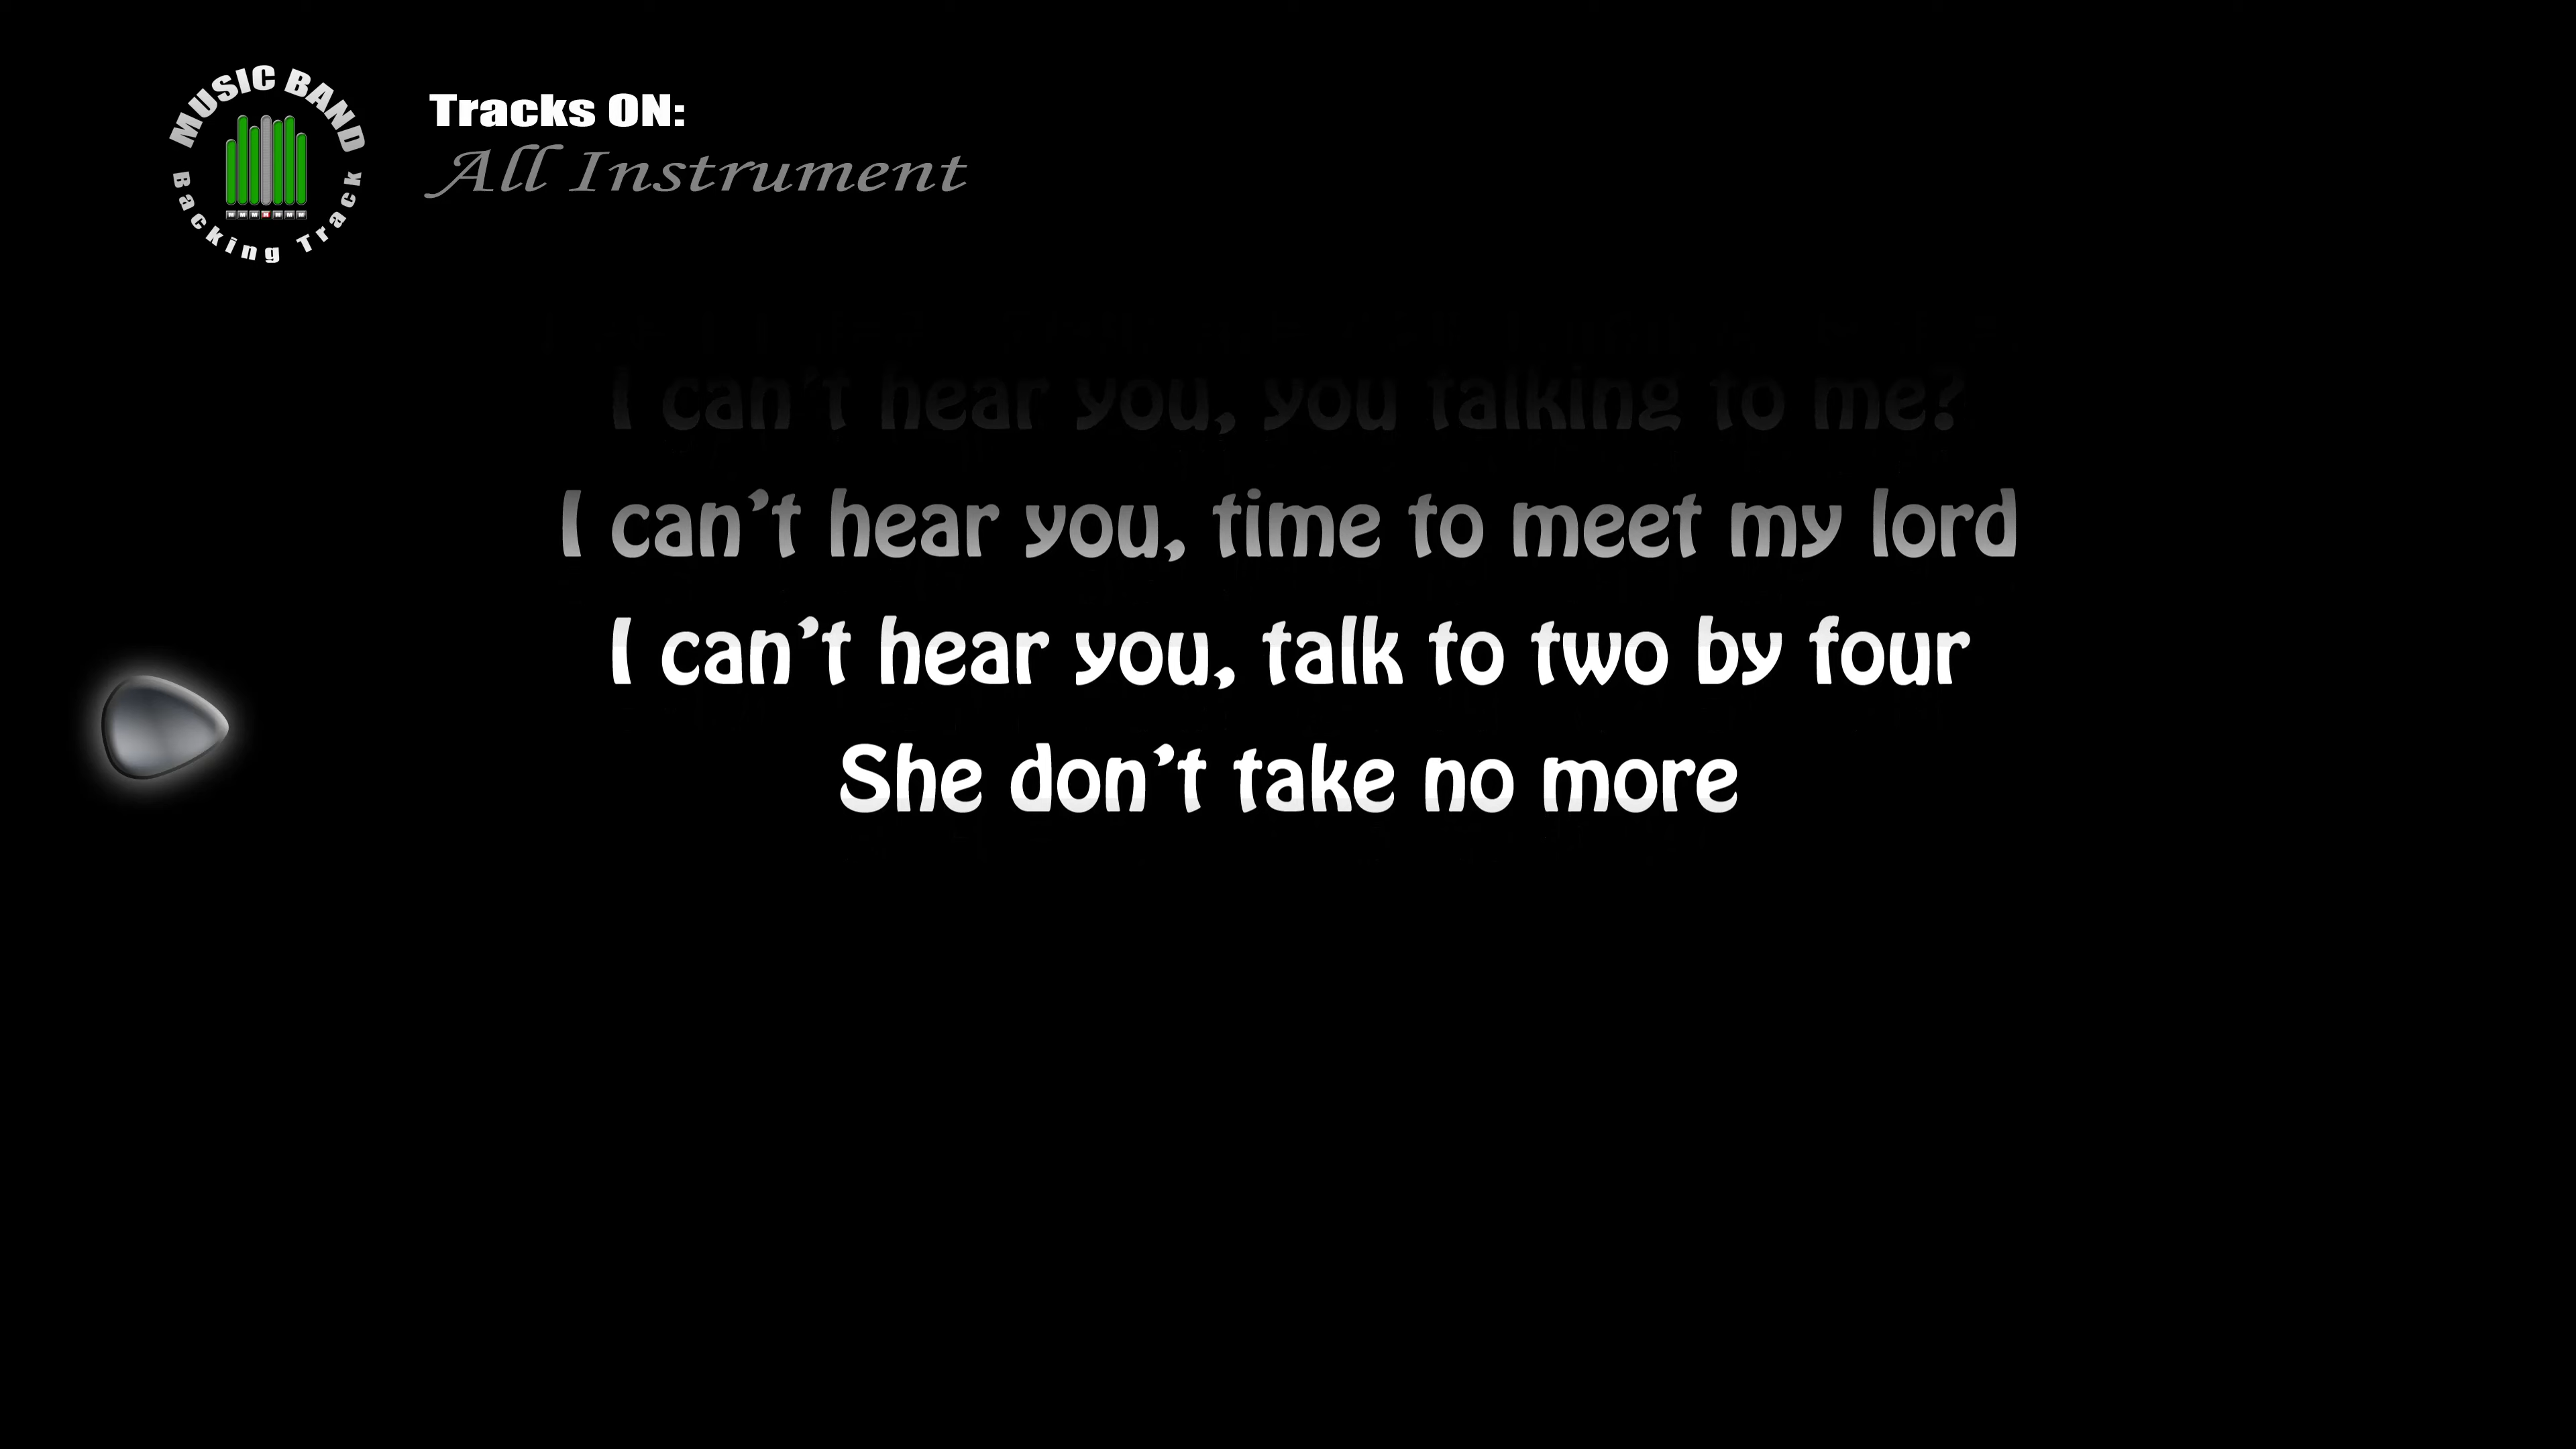 MUSIC BAND
Backing Track
Tracks ON:
All Instrument
I can't hear you, you talking to me?
I can’t hear you, time to meet my lord
I can’t hear you, talk to two by four
She don’t take no more